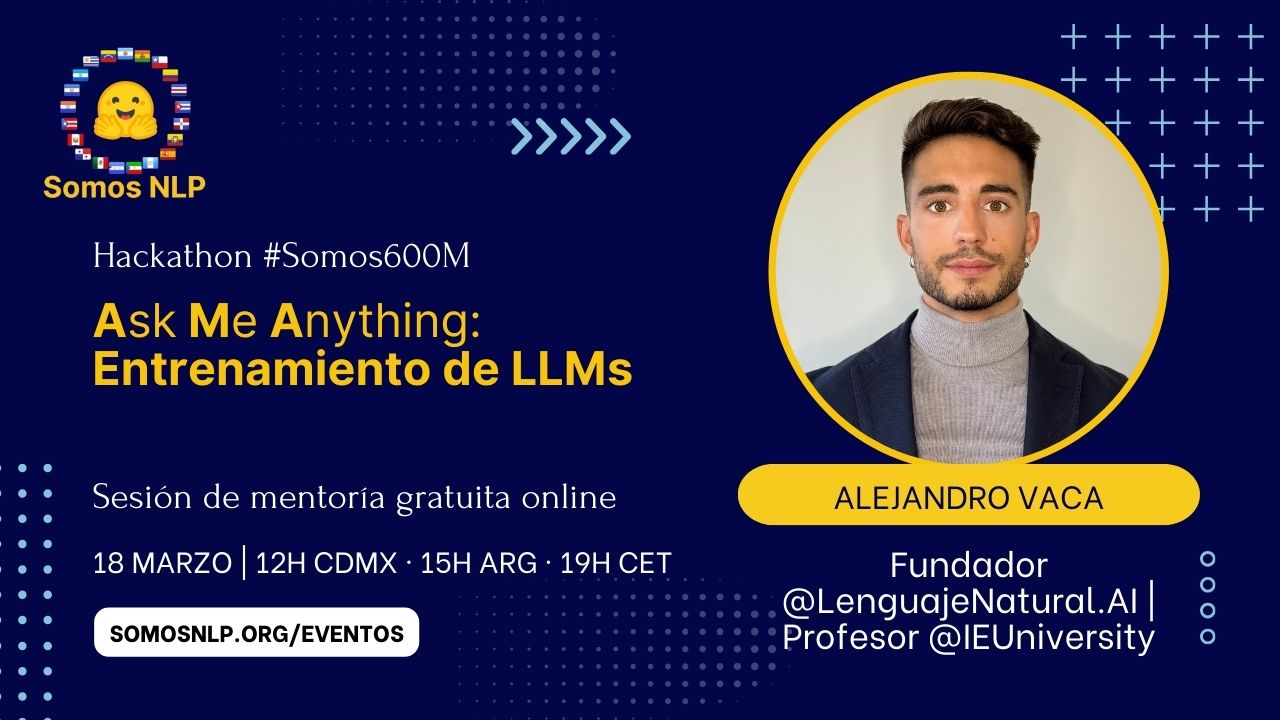 Somos NLP
Hackathon #Somos600M
Ask Me Anything:
Entrenamiento de LLMs
Sesión de mentoría gratuita online
18 MARZO | 12H CDMX · 15H ARG · 19H CET
SOMOSNLP.ORG/EVENTOS
ALEJANDRO VACA
Fundador
@LenguajeNatural.AI |
Profesor @IEUniversity